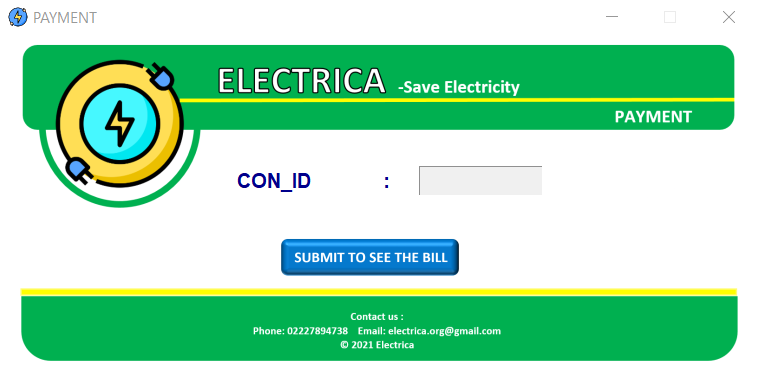 PAYMENT
ELECTRICA -Save Electricity
PAYMENT
CON_ID :
SUBMIT TO SEE THE BILL
Contact us :
Phone: 02227894738 Email: electrica.org@gmail.com
© 2021 Electrica